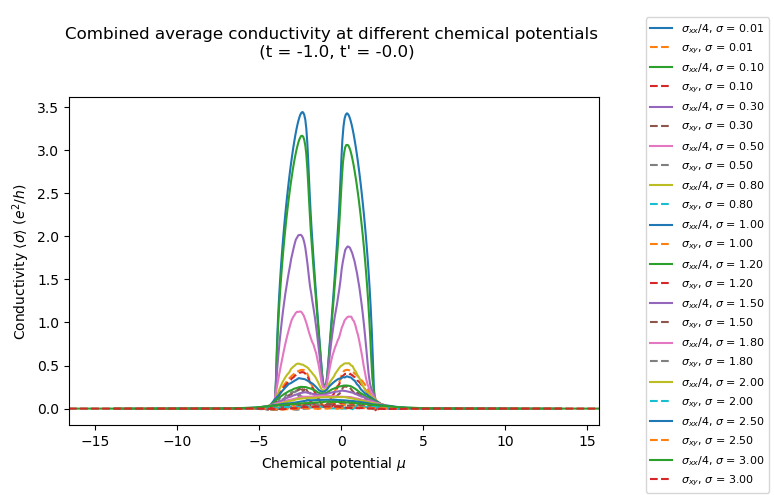 Combined average conductivity at different chemical potentials
(t = -1.0, t' = -0.0)
Conductivity ⟨σ⟩ (e²/h)
3.5
3.0
2.5
2.0
1.5
1.0
0.5
0.0
−15
−10
−5
0
5
10
15
Chemical potential μ
σxx/4, σ = 0.01
σxy, σ = 0.01
σxx/4, σ = 0.10
σxy, σ = 0.10
σxx/4, σ = 0.30
σxy, σ = 0.30
σxx/4, σ = 0.50
σxy, σ = 0.50
σxx/4, σ = 0.80
σxy, σ = 0.80
σxx/4, σ = 1.00
σxy, σ = 1.00
σxx/4, σ = 1.20
σxy, σ = 1.20
σxx/4, σ = 1.50
σxy, σ = 1.50
σxx/4, σ = 1.80
σxy, σ = 1.80
σxx/4, σ = 2.00
σxy, σ = 2.00
σxx/4, σ = 2.50
σxy, σ = 2.50
σxx/4, σ = 3.00
σxy, σ = 3.00